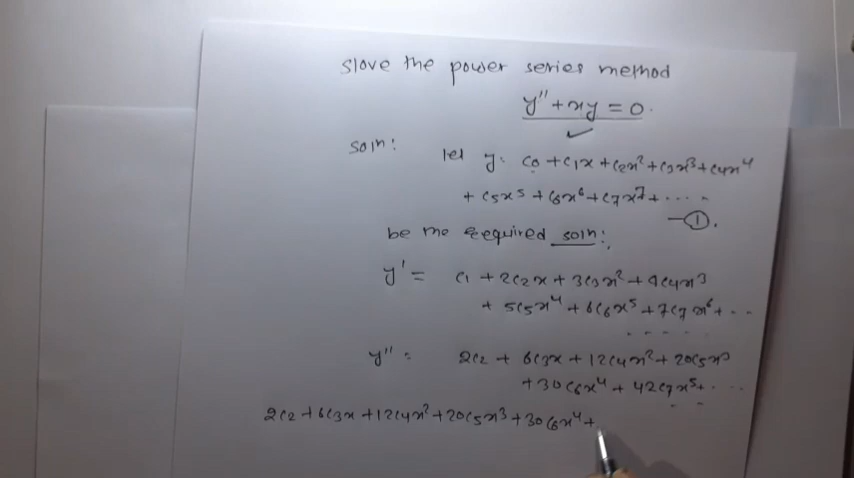 Slove the power series method
y'' + xy = 0.
Soln: let y = c0 + c1x + c2x² + c3x³ + c4x⁴
+ c5x⁵ + c6x⁶ + c7x⁷ + .... —①.
be the required soln:.
y' = c1 + 2c2x + 3c3x² + 4c4x³
+ 5c5x⁴ + 6c6x⁵ + 7c7x⁶ + ...
.....
y'' = 2c2 + 6c3x + 12c4x² + 20c5x³
+ 30c6x⁴ + 42c7x⁵ + ...
..
2c2 + 6c3x + 12c4x² + 20c5x³ + 30c6x⁴ +